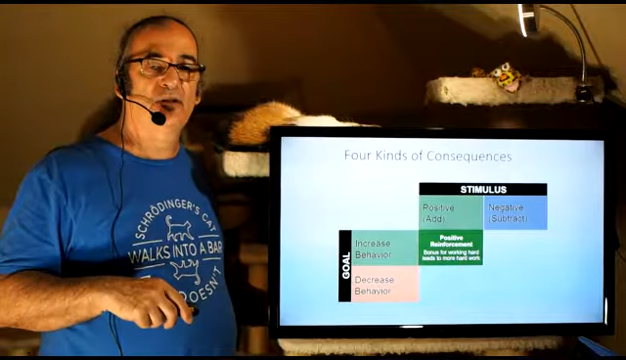 SCHRÖDINGER'S CAT
WALKS INTO A BAR
DOESN'T
Four Kinds of Consequences
STIMULUS
Positive
(Add)
Negative
(Subtract)
GOAL
Increase
Behavior
Positive
Reinforcement
Bonus for working hard
leads to more hard work
Decrease
Behavior